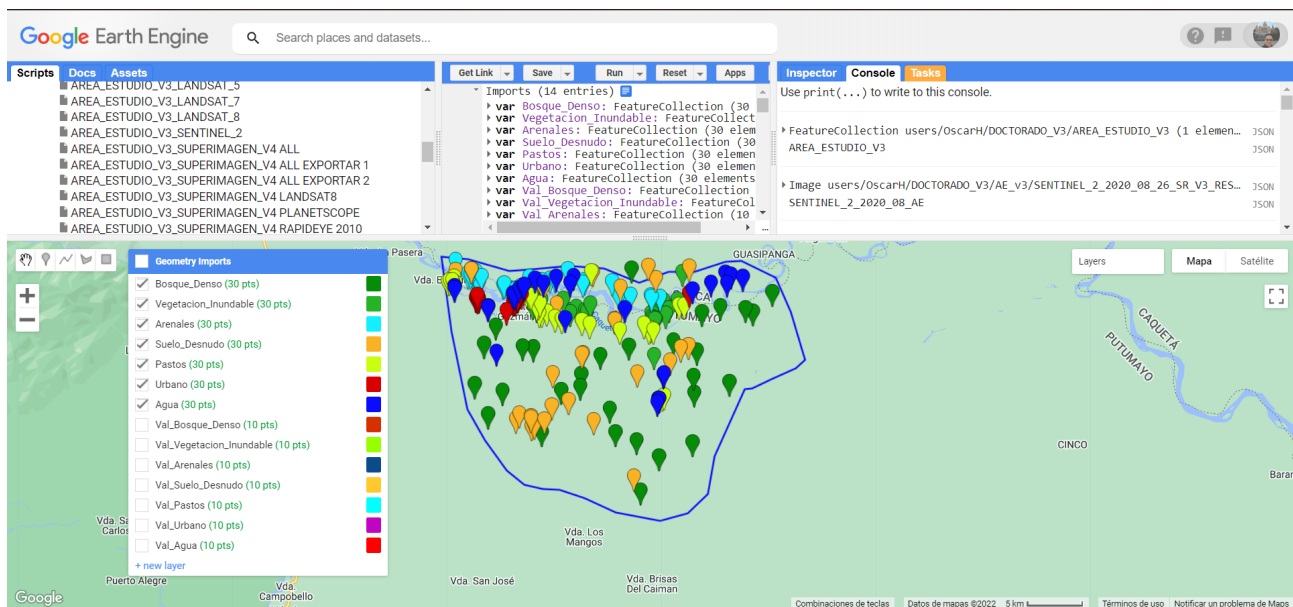 Google Earth Engine
Search places and datasets...
Scripts Docs Assets
AREA_ESTUDIO_V3_LANDSAT_5
AREA_ESTUDIO_V3_LANDSAT_7
AREA_ESTUDIO_V3_LANDSAT_8
AREA_ESTUDIO_V3_SENTINEL_2
AREA_ESTUDIO_V3_SUPERIMAGEN_V4 ALL
AREA_ESTUDIO_V3_SUPERIMAGEN_V4 ALL EXPORTAR 1
AREA_ESTUDIO_V3_SUPERIMAGEN_V4 ALL EXPORTAR 2
AREA_ESTUDIO_V3_SUPERIMAGEN_V4 LANDSAT8
AREA_ESTUDIO_V3_SUPERIMAGEN_V4 PLANETSCOPE
AREA_ESTUDIO_V3_SUPERIMAGEN_V4 RAPIDEYE 2010
Get Link Save Run Reset Apps
Imports (14 entries)
var Bosque_Denso: FeatureCollection (30
var Vegetacion_Inundable: FeatureCollect
var Arenales: FeatureCollection (30 elem
var Suelo_Desnudo: FeatureCollection (30
var Pastos: FeatureCollection (30 elemen
var Urbano: FeatureCollection (30 elemen
var Agua: FeatureCollection (30 elements
var Val_Bosque_Denso: FeatureCollection
var Val_Vegetacion_Inundable: FeatureCol
var Val_Arenales: FeatureCollection (10
Inspector Console Tasks
Use print(...) to write to this console.
FeatureCollection users/OscarH/DOCTORADO_V3/AREA_ESTUDIO_V3 (1 elemen... JSON
AREA_ESTUDIO_V3 JSON
Image users/OscarH/DOCTORADO_V3/AE_v3/SENTINEL_2_2020_08_26_SR_V3_RES... JSON
SENTINEL_2_2020_08_AE JSON
Geometry Imports
Bosque_Denso (30 pts)
Vegetacion_Inundable (30 pts)
Arenales (30 pts)
Suelo_Desnudo (30 pts)
Pastos (30 pts)
Urbano (30 pts)
Agua (30 pts)
Val_Bosque_Denso (10 pts)
Val_Vegetacion_Inundable (10 pts)
Val_Arenales (10 pts)
Val_Suelo_Desnudo (10 pts)
Val_Pastos (10 pts)
Val_Urbano (10 pts)
Val_Agua (10 pts)
+ new layer
Pasera
GUASIPANGA
Layers
Mapa Satélite
CAQUETÁ
PUTUMAYO
CINCO
Vda. Los
Mangos
Puerto Alegre
Vda.
Campobello
Vda. San José
Vda. Brisas
Del Caiman
Google
Combinaciones de teclas Datos de mapas ©2022 5 km Términos de uso Notificar un problema de Maps